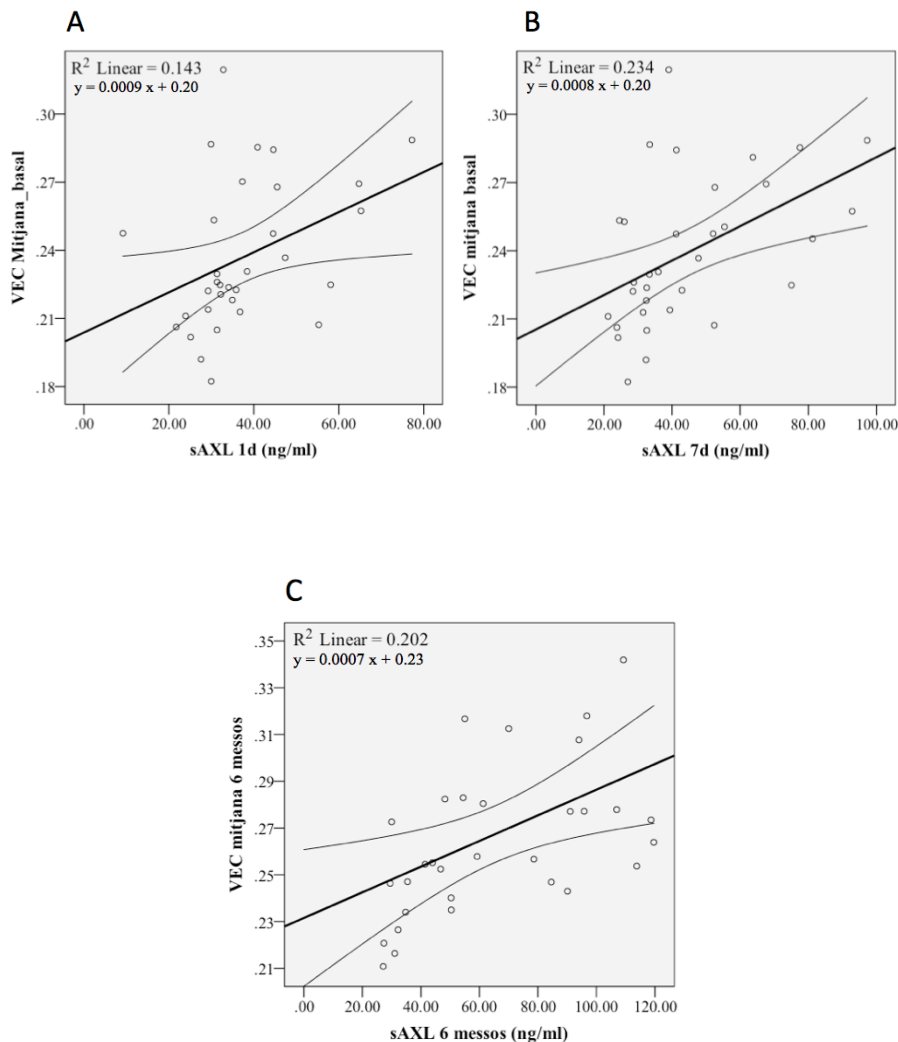 A
R² Linear = 0.143
y = 0.0009 x + 0.20
VEC Mitjana_basal
.30
.27
.24
.21
.18
.00 20.00 40.00 60.00 80.00
sAXL 1d (ng/ml)
B
R² Linear = 0.234
y = 0.0008 x + 0.20
VEC mitjana basal
.30
.27
.24
.21
.18
.00 20.00 40.00 60.00 80.00 100.00
sAXL 7d (ng/ml)
C
R² Linear = 0.202
y = 0.0007 x + 0.23
VEC mitjana 6 messos
.35
.33
.31
.29
.27
.25
.23
.21
.00 20.00 40.00 60.00 80.00 100.00 120.00
sAXL 6 messos (ng/ml)